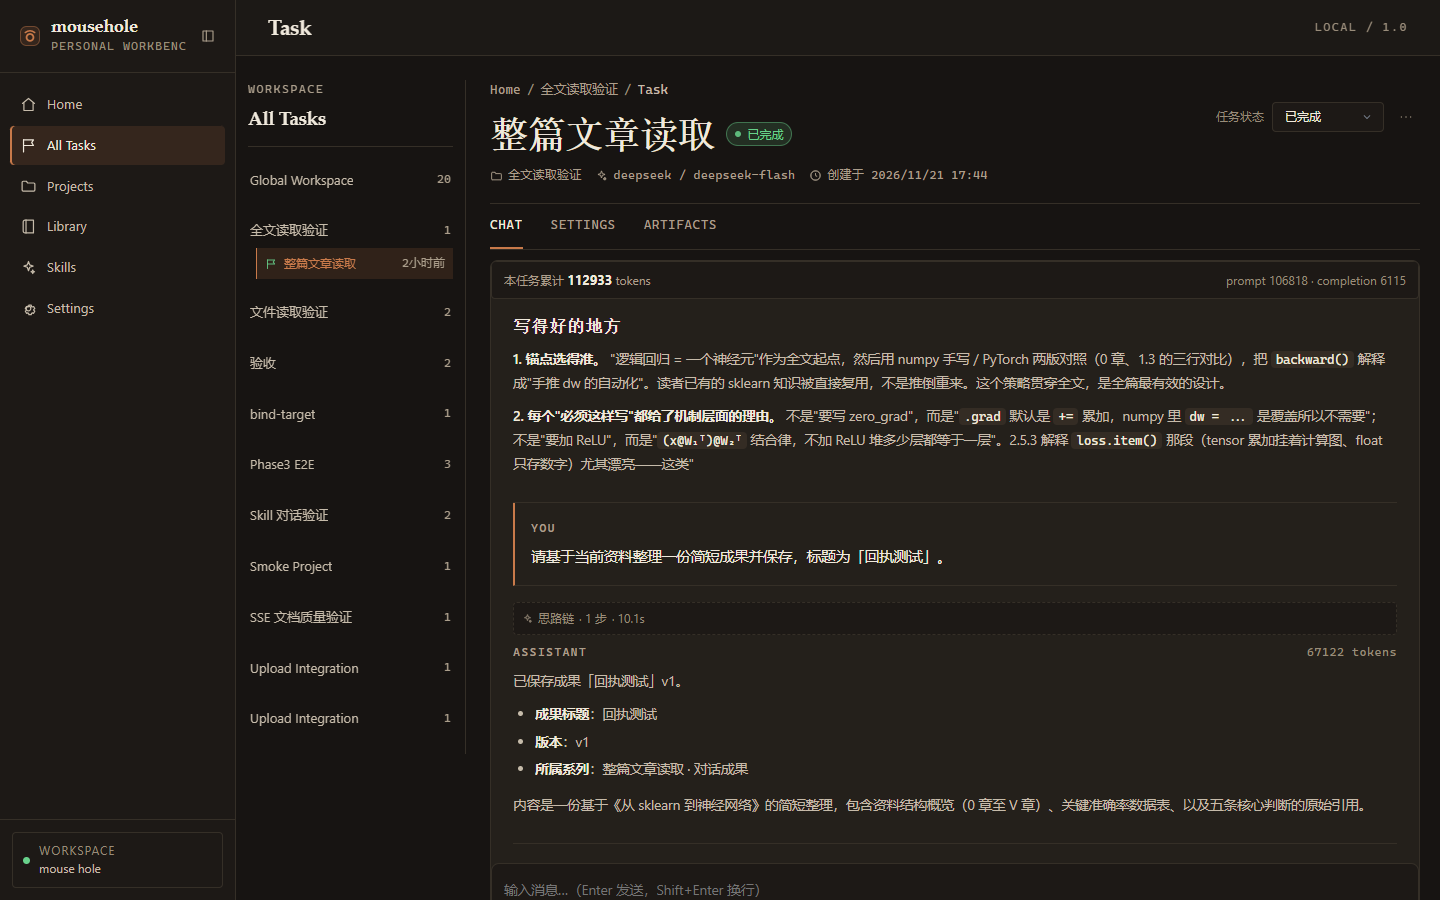 mousehole
PERSONAL WORKBENC
Home
All Tasks
Projects
Library
Skills
Settings
WORKSPACE
mouse hole
Task
LOCAL / 1.0
WORKSPACE
All Tasks
Global Workspace 20
全文读取验证 1
整篇文章读取 2小时前
文件读取验证 2
验收 2
bind-target 1
Phase3 E2E 3
Skill 对话验证 2
Smoke Project 1
SSE 文档质量验证 1
Upload Integration 1
Upload Integration 1
Home / 全文读取验证 / Task
整篇文章读取 已完成
任务状态 已完成 ...
全文读取验证 deepseek / deepseek-flash 创建于 2026/11/21 17:44
CHAT SETTINGS ARTIFACTS
本任务累计 112933 tokens prompt 106818 · completion 6115
写得好的地方
1. 锚点选得准。 "逻辑回归 = 一个神经元"作为全文起点，然后用 numpy 手写 / PyTorch 两版对照（0 章、1.3 的三行对比），把 backward() 解释
成"手推 dw 的自动化"。读者已有的 sklearn 知识被直接复用，不是推倒重来。这个策略贯穿全文，是全篇最有效的设计。
2. 每个"必须这样写"都给了机制层面的理由。 不是"要写 zero_grad"，而是" .grad 默认是 += 累加，numpy 里 dw = ... 是覆盖所以不需要"；
不是"要加 ReLU"，而是" (x@W₁ᵀ)@W₂ᵀ 结合律，不加 ReLU 堆多少层都等于一层"。2.5.3 解释 loss.item() 那段（tensor 累加挂着计算图、float
只存数字）尤其漂亮——这类"
YOU
请基于当前资料整理一份简短成果并保存，标题为「回执测试」。
思路链 · 1 步 · 10.1s
ASSISTANT 67122 tokens
已保存成果「回执测试」v1。
• 成果标题：回执测试
• 版本：v1
• 所属系列：整篇文章读取 · 对话成果
内容是一份基于《从 sklearn 到神经网络》的简短整理，包含资料结构概览（0 章至 V 章）、关键准确率数据表、以及五条核心判断的原始引用。
输入消息...（Enter 发送，Shift+Enter 换行）